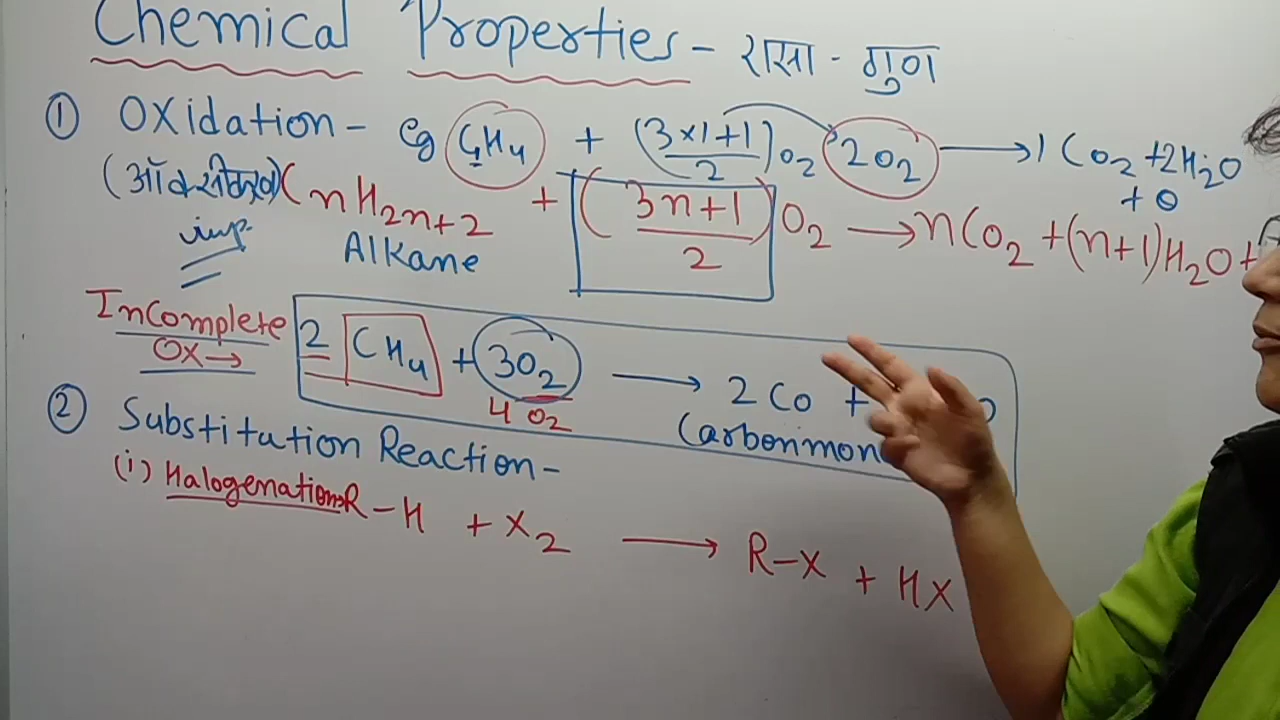 Chemical Properties - रासा - गुण
① Oxidation - eg CH4 + (3×1+1)/2 O2 2O2 → 1 CO2 + 2H2O
+ Θ
(ऑक्सीकरण) CnH2n+2 + (3n+1)/2 O2 → nCO2 + (n+1)H2O +
imp. Alkane
Incomplete OX → 2 CH4 + 3O2 → 2 CO +
4 O2 (Carbonmon
② Substitution Reaction -
(i) Halogenation → R - H + X2 → R - X + HX